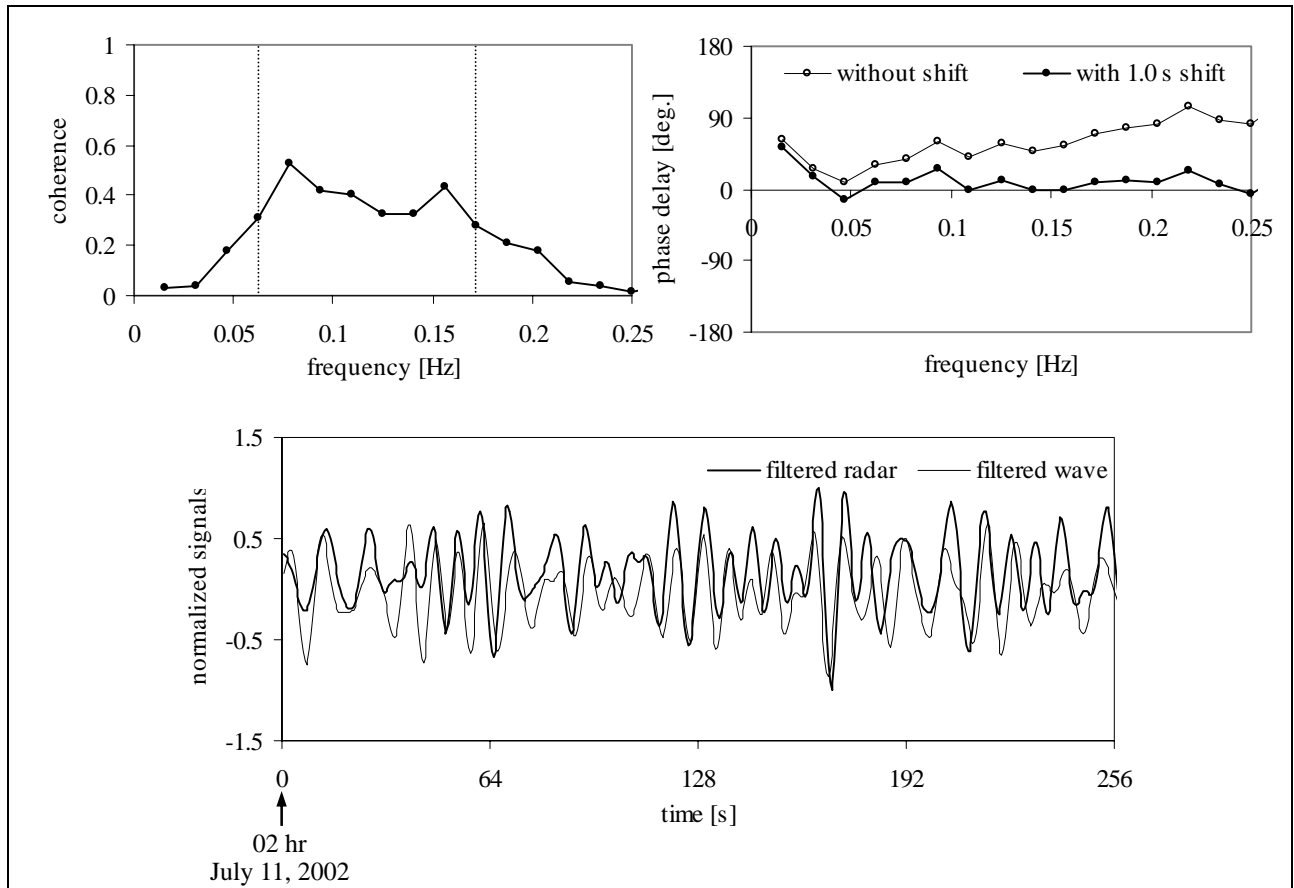 1
0.8
0.6
0.4
0.2
0
coherence
0 0.05 0.1 0.15 0.2 0.25
frequency [Hz]
180
90
0
-90
-180
phase delay [deg.]
without shift with 1.0 s shift
0 0.05 0.1 0.15 0.2 0.25
frequency [Hz]
1.5
0.5
-0.5
-1.5
normalized signals
filtered radar filtered wave
0 64 128 192 256
time [s]
02 hr
July 11, 2002